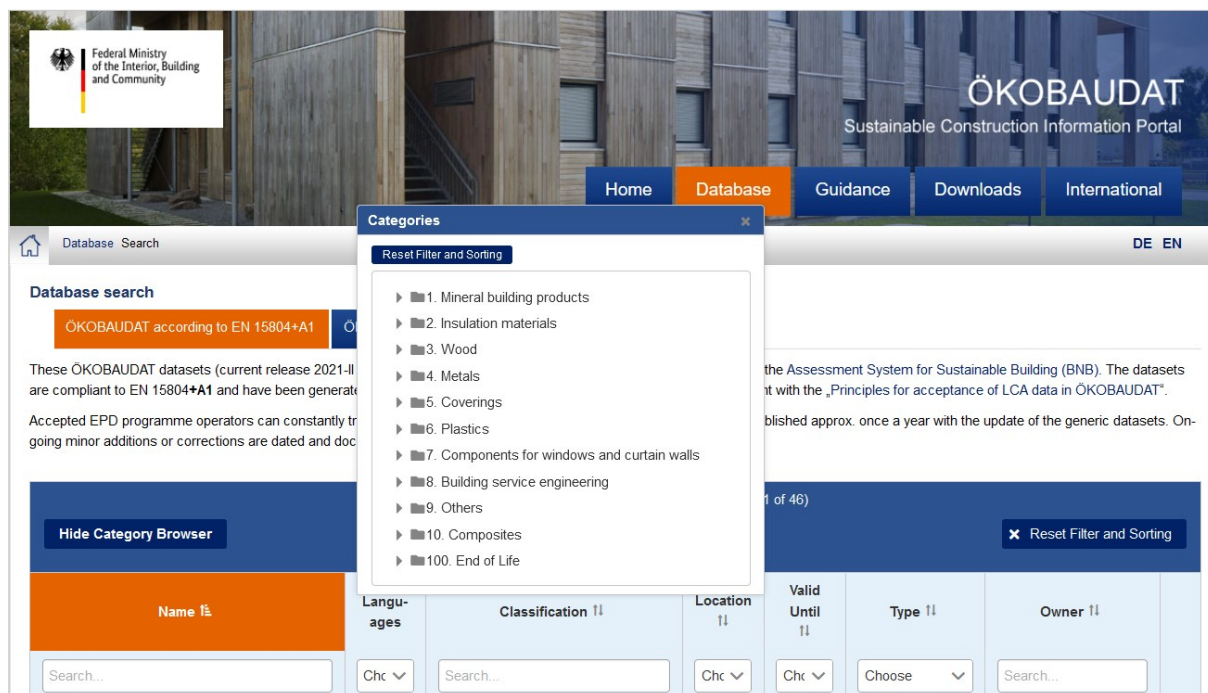 Federal Ministry
of the Interior, Building
and Community
ÖKOBAUDAT
Sustainable Construction Information Portal
Home
Database
Guidance
Downloads
International
Database Search
DE EN
Categories
Reset Filter and Sorting
1. Mineral building products
2. Insulation materials
3. Wood
4. Metals
5. Coverings
6. Plastics
7. Components for windows and curtain walls
8. Building service engineering
9. Others
10. Composites
100. End of Life
Database search
ÖKOBAUDAT according to EN 15804+A1
These ÖKOBAUDAT datasets (current release 2021-II
the Assessment System for Sustainable Building (BNB). The datasets
are compliant to EN 15804+A1 and have been
with the „Principles for acceptance of LCA data in ÖKOBAUDAT“.
Accepted EPD programme operators can constantly
approx. once a year with the update of the generic datasets. On-
going minor additions or corrections are dated and
of 46)
Hide Category Browser
Reset Filter and Sorting
Name
Langu-
ages
Classification
Location
Valid
Until
Type
Owner
Search...
Search...
Choose
Search...